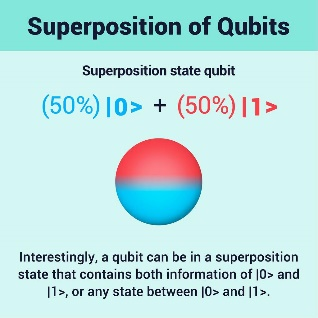 Superposition of Qubits
Superposition state qubit
(50%)|0> + (50%)|1>
Interestingly, a qubit can be in a superposition
state that contains both information of |0> and
|1>, or any state between |0> and |1>.